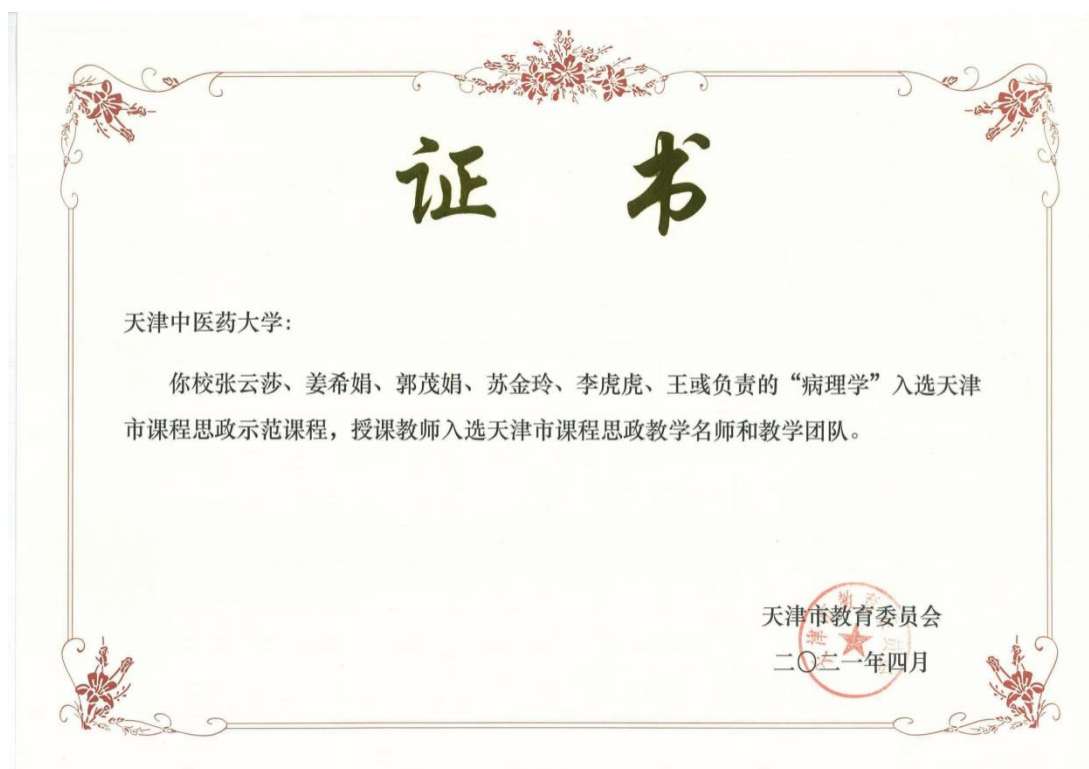 证 书
天津中医药大学：
你校张云莎、姜希娟、郭茂娟、苏金玲、李虎虎、王或负责的“病理学”入选天津
市课程思政示范课程，授课教师入选天津市课程思政教学名师和教学团队。
天津市教育委员会
二〇二一年四月